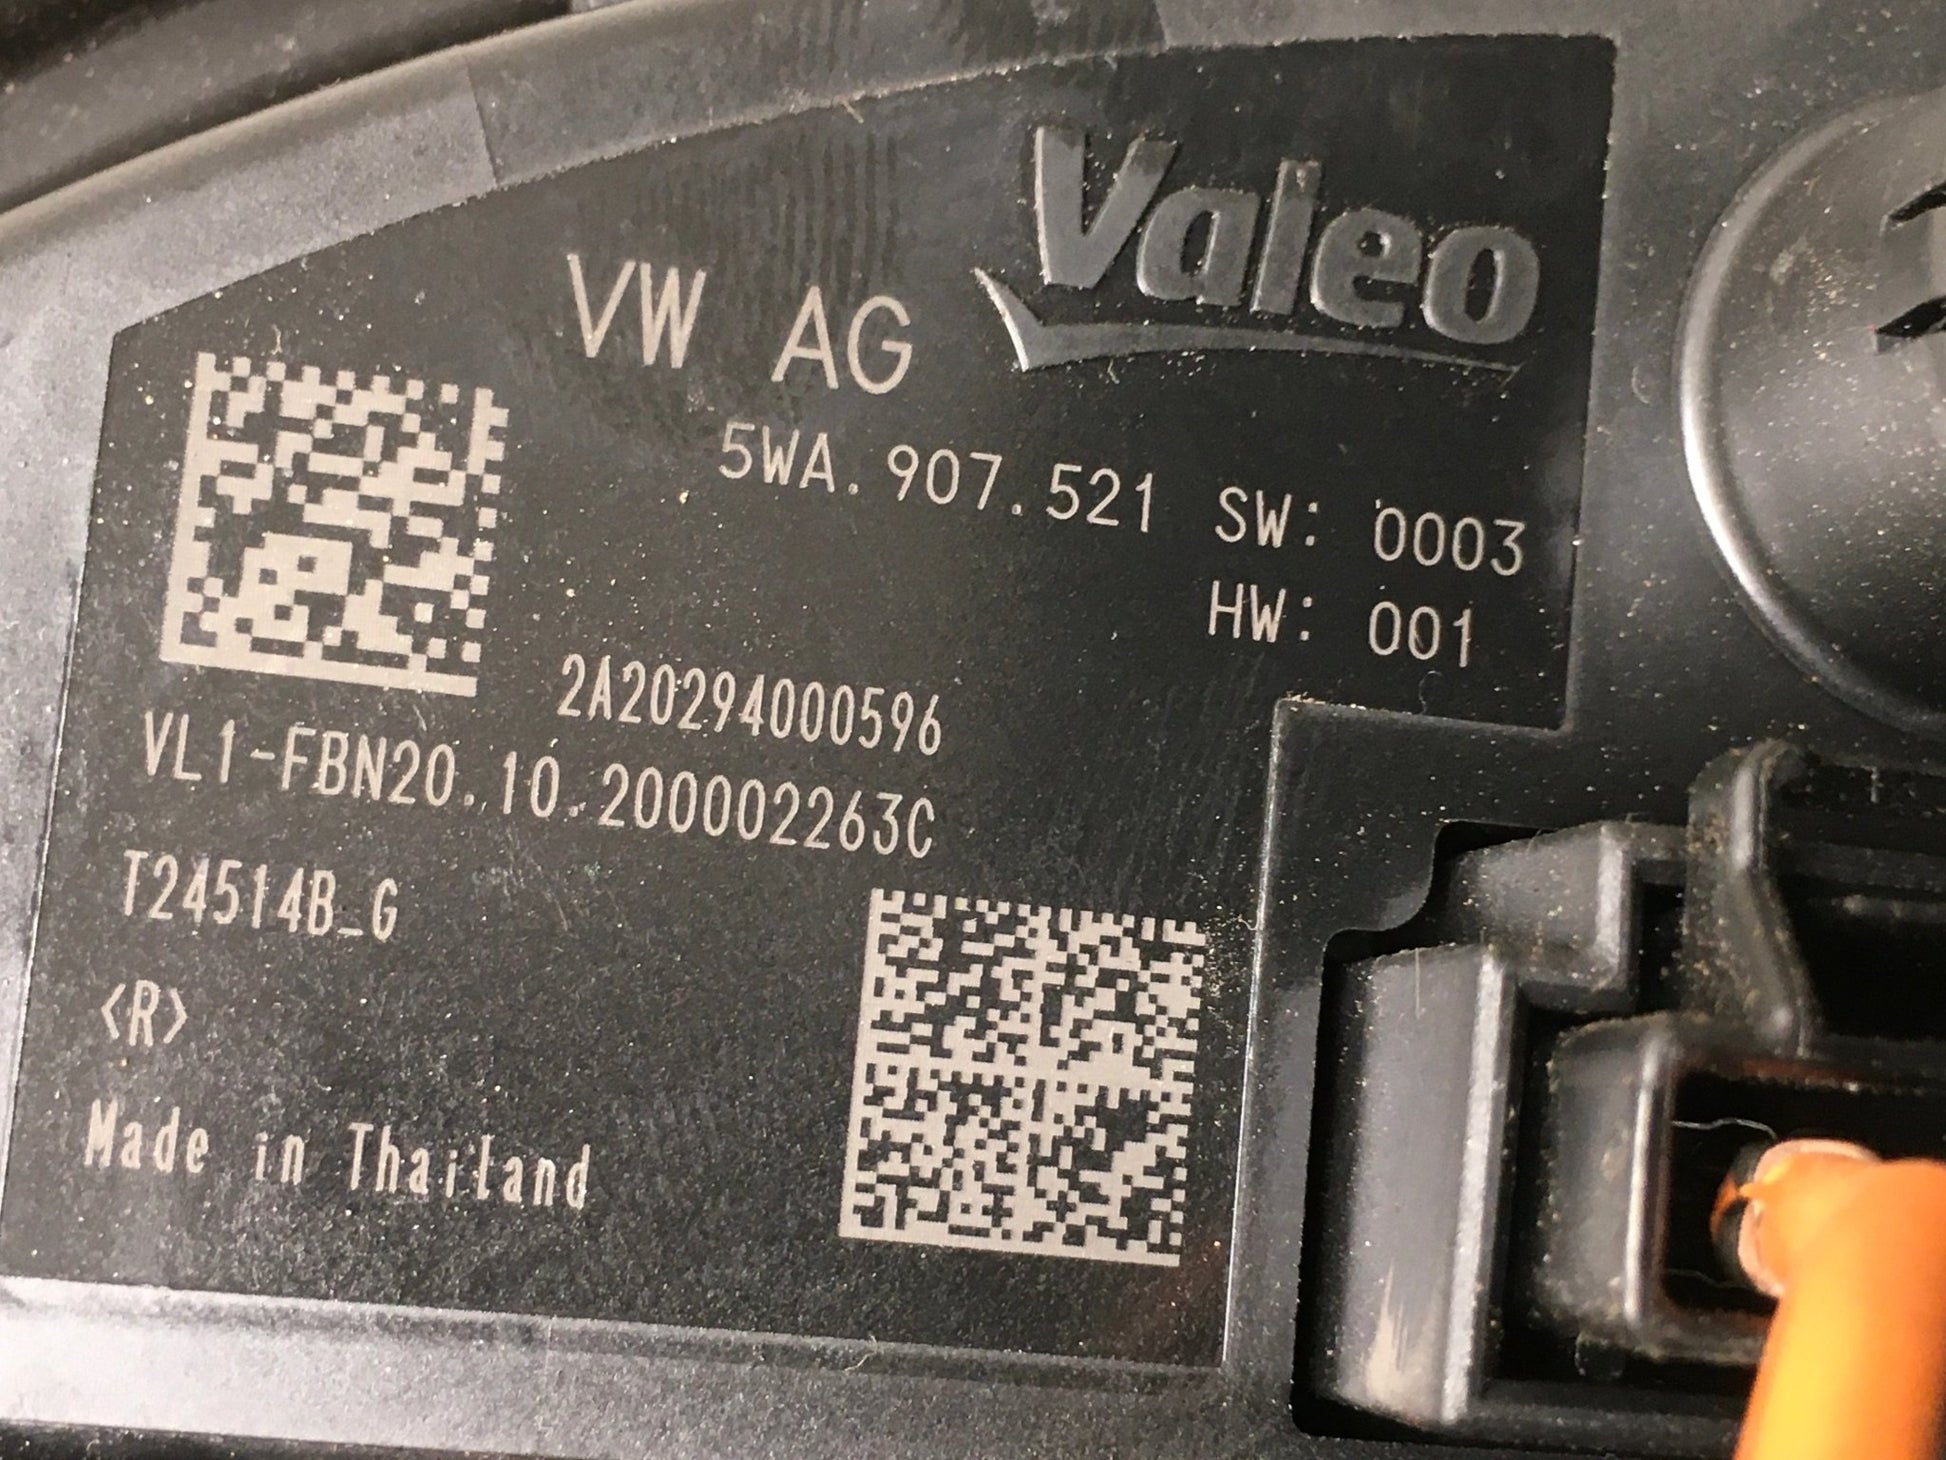 Valeo
VW AG
5WA.907.521 SW: 0003
HW: 001
2A20294000596
VL1-FBN20.10.200002263C
T24514B_G
<R>
Made in Thailand